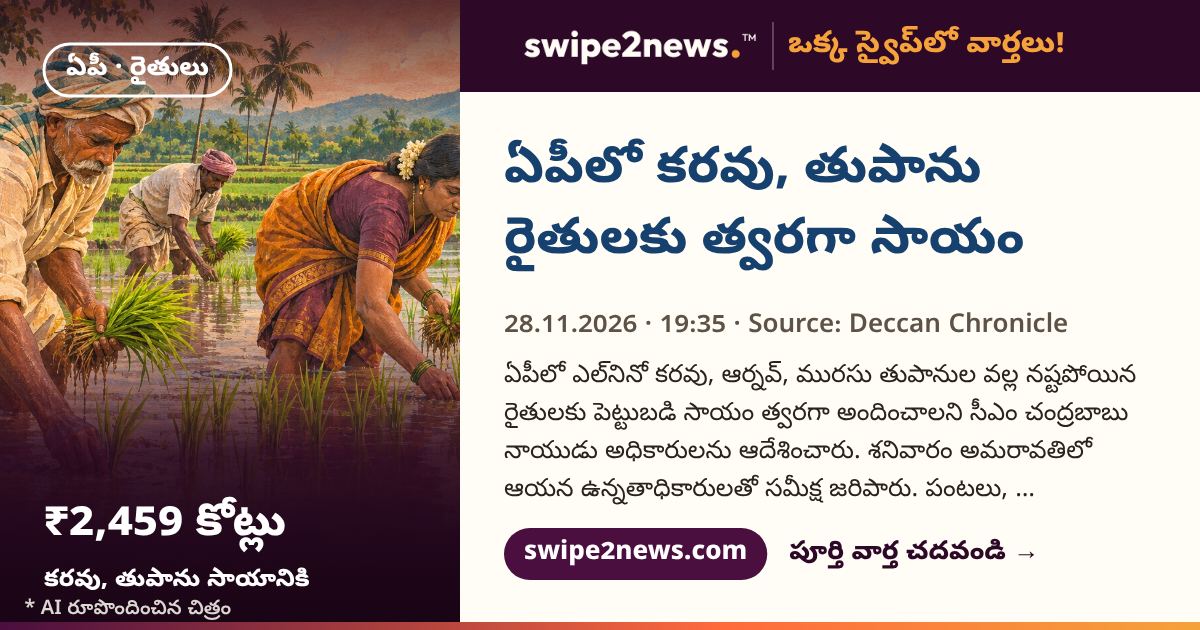 ఏపీ · రైతులు
swipe2news.™
ఒక్క స్వైప్‌లో వార్తలు!
ఏపీలో కరవు, తుపాను
రైతులకు త్వరగా సాయం
28.11.2026 · 19:35 · Source: Deccan Chronicle
ఏపీలో ఎల్‌నినో కరవు, ఆర్నవ్, మురసు తుపానుల వల్ల నష్టపోయిన
రైతులకు పెట్టుబడి సాయం త్వరగా అందించాలని సీఎం చంద్రబాబు
నాయుడు అధికారులను ఆదేశించారు. శనివారం అమరావతిలో
ఆయన ఉన్నతాధికారులతో సమీక్ష జరిపారు. పంటలు, ...
₹2,459 కోట్లు
కరవు, తుపాను సాయానికి
* AI రూపొందించిన చిత్రం
swipe2news.com
పూర్తి వార్త చదవండి →